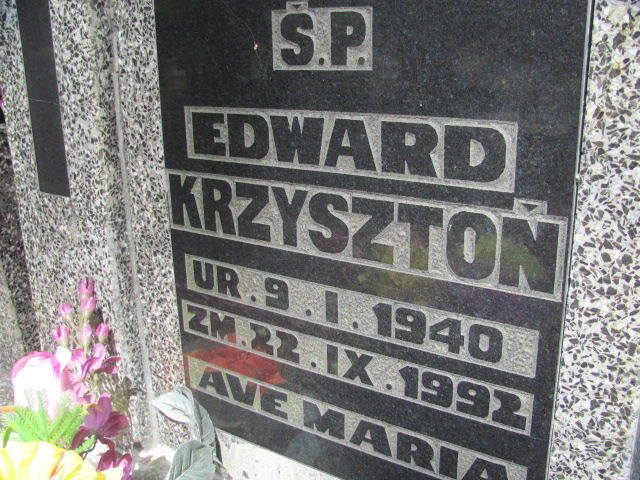 Ś.P.
EDWARD
KRZYSZTOŃ
UR.9.I.1940
ZM.22.IX.1992
AVE MARIA